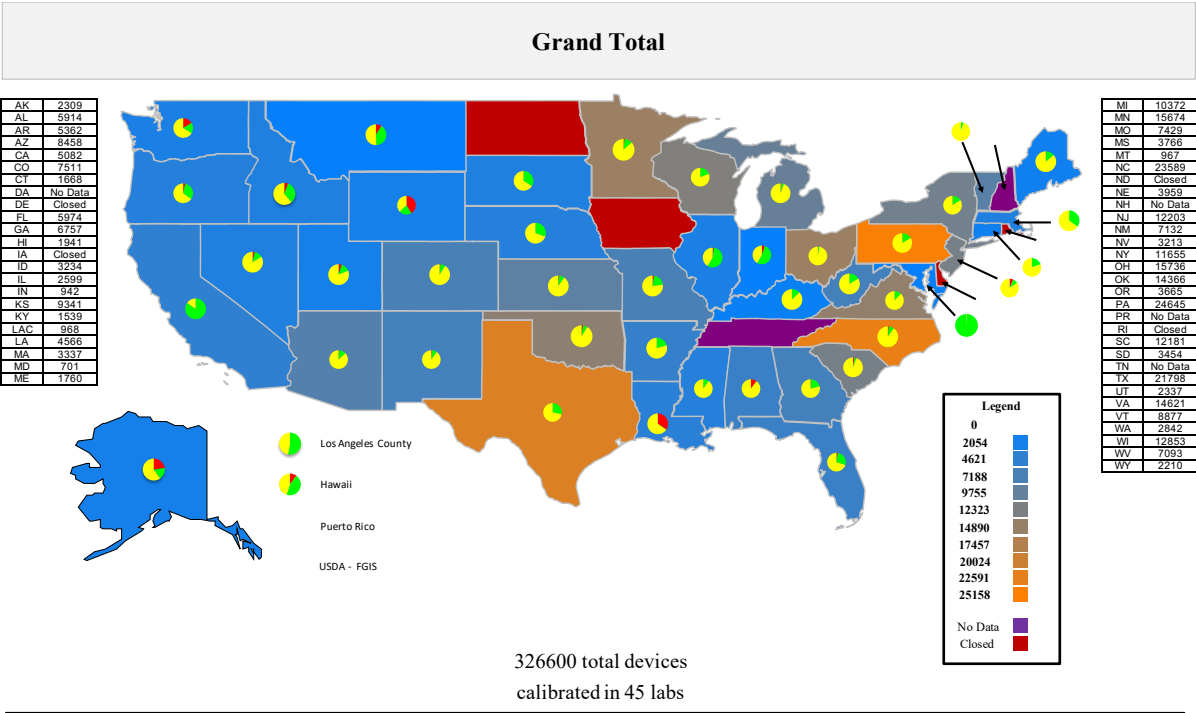 Grand Total
AK 2309
AL 5914
AR 5362
AZ 8458
CA 5082
CO 7511
CT 1668
DA No Data
DE Closed
FL 5974
GA 6757
HI 1941
IA Closed
ID 3234
IL 2599
IN 942
KS 9341
KY 1539
LAC 968
LA 4566
MA 3337
MD 701
ME 1760
MI 10372
MN 15674
MO 7429
MS 3766
MT 967
NC 23589
ND Closed
NE 3959
NH No Data
NJ 12203
NM 7132
NV 3213
NY 11655
OH 15736
OK 14366
OR 3665
PA 24645
PR No Data
RI Closed
SC 12181
SD 3454
TN No Data
TX 21798
UT 2337
VA 14621
VT 8877
WA 2842
WI 12853
WV 7093
WY 2210
Los Angeles County
Hawaii
Puerto Rico
USDA - FGIS
Legend
0
2054
4621
7188
9755
12323
14890
17457
20024
22591
25158
No Data
Closed
326600 total devices
calibrated in 45 labs